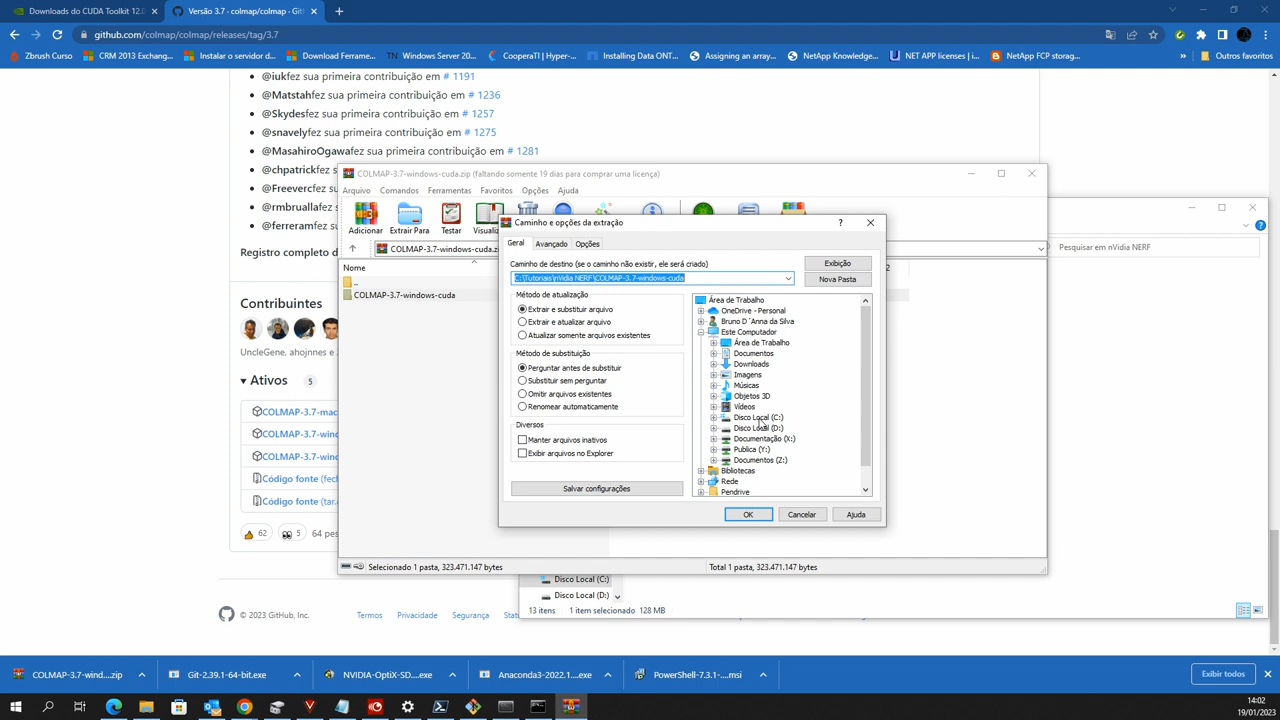 Downloads do CUDA Toolkit 12.0
Versão 3.7 - colmap/colmap · Git
github.com/colmap/colmap/releases/tag/3.7
Zbrush Curso
CRM 2013 Exchang...
Instalar o servidor d...
Download Ferrame...
Windows Server 20...
CooperaTI | Hyper-...
Installing Data ONT...
Assigning an array...
NetApp Knowledge...
NET APP licenses | i...
NetApp FCP storag...
»
Outros favoritos
@iukfez sua primeira contribuição em # 1191
@Matstahfez sua primeira contribuição em # 1236
@Skydesfez sua primeira contribuição em # 1257
@snavelyfez sua primeira contribuição em # 1275
@MasahiroOgawafez sua primeira contribuição em # 1281
@chpatrickfez sua
@Freevercfez sua
@rmbruallafez sua
@ferreramfez sua
Registro completo
Contribuintes
UncleGene, ahojnnes
Ativos 5
COLMAP-3.7-mac
COLMAP-3.7-wind
COLMAP-3.7-wind
Código fonte (fech
Código fonte (tar.
62
5
64 pes
© 2023 GitHub, Inc.
Termos
Privacidade
Segurança
COLMAP-3.7-windows-cuda.zip (faltando somente 19 dias para comprar uma licença)
Arquivo
Comandos
Ferramentas
Favoritos
Opções
Ajuda
Adicionar
Extrair Para
Testar
Visualiz
COLMAP-3.7-windows-cuda.z
Nome
..
COLMAP-3.7-windows-cuda
Selecionado 1 pasta, 323.471.147 bytes
Total 1 pasta, 323.471.147 bytes
Caminho e opções da extração
?
Geral
Avançado
Opções
Caminho de destino (se o caminho não existir, ele será criado)
C:\Tutoriais\nVidia NERF\COLMAP-3.7-windows-cuda
Exibição
Nova Pasta
Método de atualização
Extrair e substituir arquivo
Extrair e atualizar arquivo
Atualizar somente arquivos existentes
Método de substituição
Perguntar antes de substituir
Substituir sem perguntar
Omitir arquivos existentes
Renomear automaticamente
Diversos
Manter arquivos inativos
Exibir arquivos no Explorer
Salvar configurações
Área de Trabalho
OneDrive - Personal
Bruno D 'Anna da Silva
Este Computador
Área de Trabalho
Documentos
Downloads
Imagens
Músicas
Objetos 3D
Vídeos
Disco Local (C:)
Disco Local (D:)
Documentação (X:)
Publica (Y:)
Documentos (Z:)
Bibliotecas
Rede
Pendrive
OK
Cancelar
Ajuda
Pesquisar em nVidia NERF
Disco Local (C:)
Disco Local (D:)
13 itens
1 item selecionado 128 MB
COLMAP-3.7-wind....zip
Git-2.39.1-64-bit.exe
NVIDIA-OptiX-SD....exe
Anaconda3-2022.1....exe
PowerShell-7.3.1-....msi
Exibir todos
14:02
19/01/2023